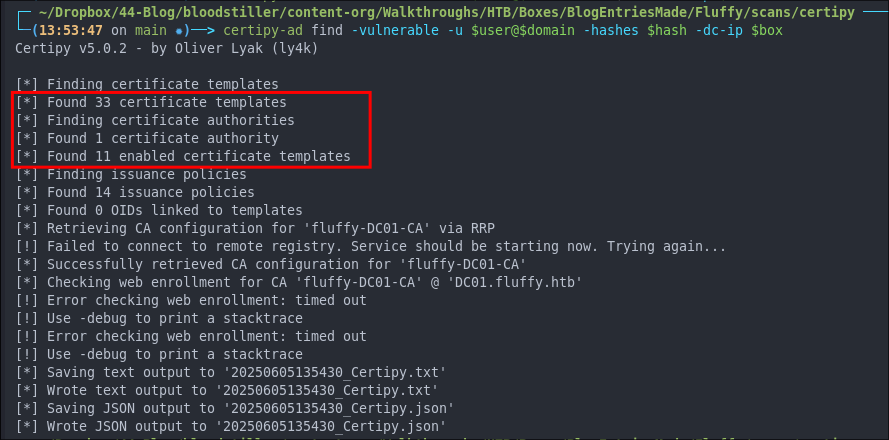 ~/Dropbox/44-Blog/bloodstiller/content-org/Walkthroughs/HTB/Boxes/BlogEntriesMade/Fluffy/scans/certipy
(13:53:47 on main ✹)──> certipy-ad find -vulnerable -u $user@$domain -hashes $hash -dc-ip $box
Certipy v5.0.2 - by Oliver Lyak (ly4k)
[*] Finding certificate templates
[*] Found 33 certificate templates
[*] Finding certificate authorities
[*] Found 1 certificate authority
[*] Found 11 enabled certificate templates
[*] Finding issuance policies
[*] Found 14 issuance policies
[*] Found 0 OIDs linked to templates
[*] Retrieving CA configuration for 'fluffy-DC01-CA' via RRP
[!] Failed to connect to remote registry. Service should be starting now. Trying again...
[*] Successfully retrieved CA configuration for 'fluffy-DC01-CA'
[*] Checking web enrollment for CA 'fluffy-DC01-CA' @ 'DC01.fluffy.htb'
[!] Error checking web enrollment: timed out
[!] Use -debug to print a stacktrace
[!] Error checking web enrollment: timed out
[!] Use -debug to print a stacktrace
[*] Saving text output to '20250605135430_Certipy.txt'
[*] Wrote text output to '20250605135430_Certipy.txt'
[*] Saving JSON output to '20250605135430_Certipy.json'
[*] Wrote JSON output to '20250605135430_Certipy.json'